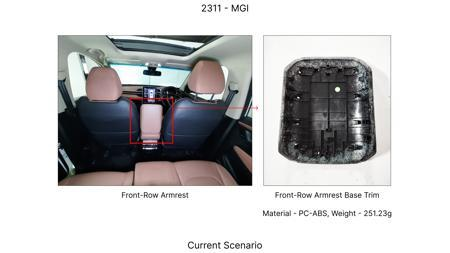 2311 - MGI
Front-Row Armrest
Front-Row Armrest Base Trim
Material - PC-ABS, Weight - 251.23g
Current Scenario